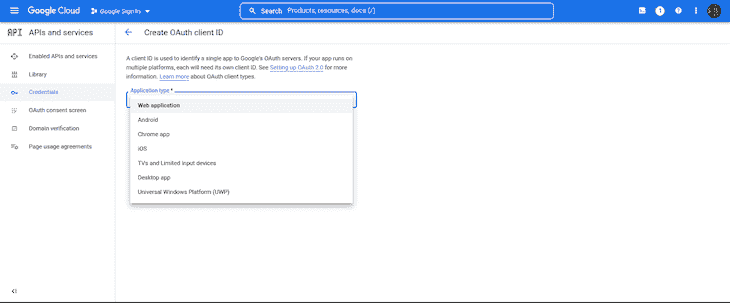 Google Cloud
Google SignIn
Search Products, resources, docs (/)
1
API APIs and services
Create OAuth client ID
Enabled APIs and services
Library
Credentials
OAuth consent screen
Domain verification
Page usage agreements
A client ID is used to identify a single app to Google's OAuth servers. If your app runs on
multiple platforms, each will need its own client ID. See Setting up OAuth 2.0 for more
information. Learn more about OAuth client types.
Application type *
Web application
Android
Chrome app
iOS
TVs and Limited Input devices
Desktop app
Universal Windows Platform (UWP)